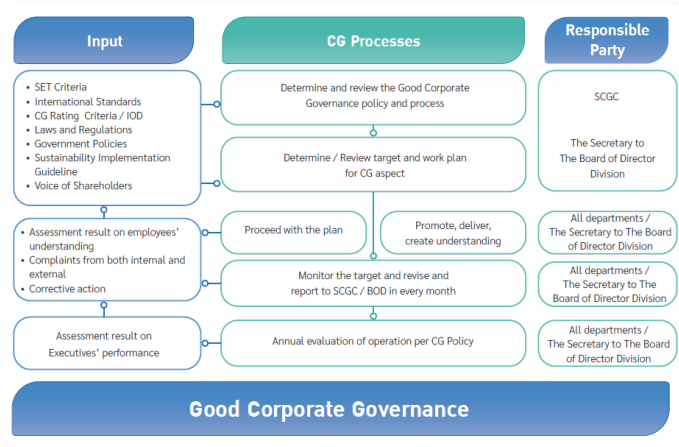 Input
CG Processes
Responsible
Party
• SET Criteria
• International Standards
• CG Rating Criteria / IOD
• Laws and Regulations
• Government Policies
• Sustainability Implementation
Guideline
• Voice of Shareholders
Determine and review the Good Corporate
Governance policy and process
SCGC
Determine / Review target and work plan
for CG aspect
The Secretary to
The Board of Director
Division
• Assessment result on employees'
understanding
• Complaints from both internal and
external
• Corrective action
Proceed with the plan
Promote, deliver,
create understanding
All departments /
The Secretary to The Board
of Director Division
Monitor the target and revise and
report to SCGC / BOD in every month
All departments /
The Secretary to The
Board of Director Division
Assessment result on
Executives' performance
Annual evaluation of operation per CG Policy
All departments /
The Secretary to The Board
of Director Division
Good Corporate Governance